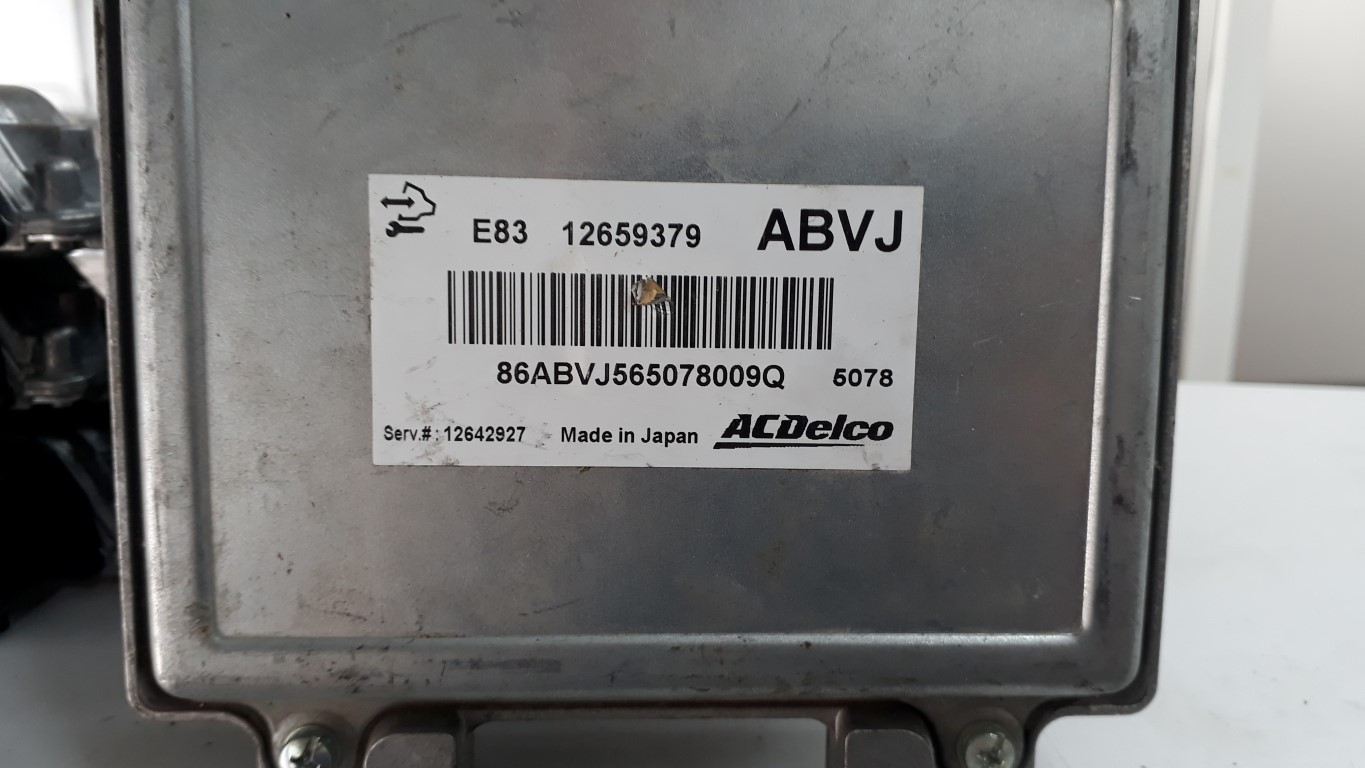 E83 12659379 ABVJ
86ABVJ565078009Q 5078
Serv.#: 12642927 Made in Japan ACDelco